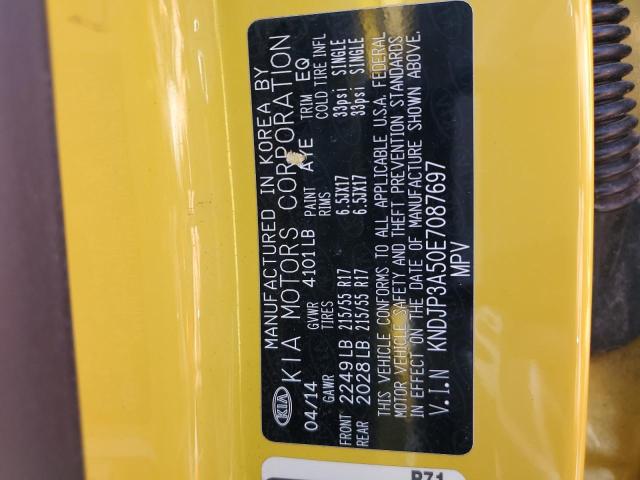 KIA
MANUFACTURED IN KOREA BY
KIA MOTORS CORPORATION
04/14 GVWR 4101LB PAINT AYE TRIM EQ
GAWR TIRES RIMS COLD TIRE INFL
FRONT 2249LB 215/55 R17 6.5JX17 33psi SINGLE
REAR 2028LB 215/55 R17 6.5JX17 33psi SINGLE
THIS VEHICLE CONFORMS TO ALL APPLICABLE U.S.A. FEDERAL
MOTOR VEHICLE SAFETY AND THEFT PREVENTION STANDARDS
IN EFFECT ON THE DATE OF MANUFACTURE SHOWN ABOVE.
V.I.N KNDJP3A50E7087697
MPV